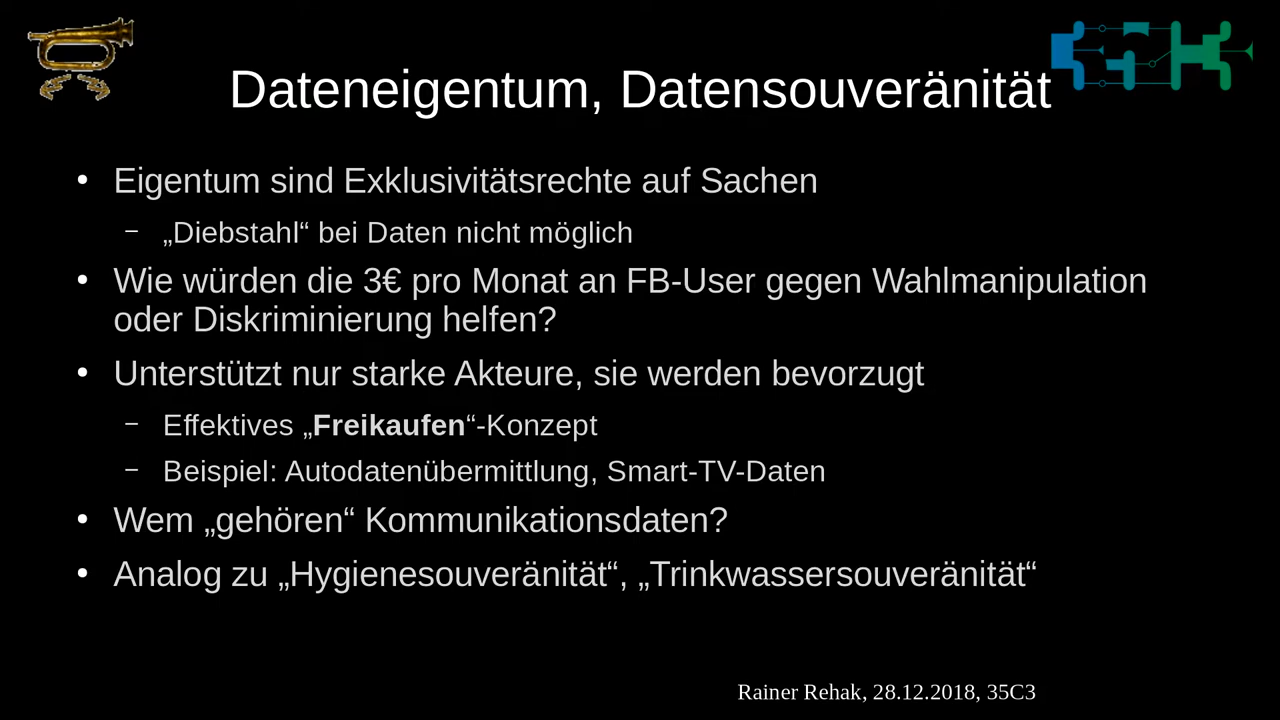 Dateneigentum, Datensouveränität
• Eigentum sind Exklusivitätsrechte auf Sachen
– „Diebstahl“ bei Daten nicht möglich
• Wie würden die 3€ pro Monat an FB-User gegen Wahlmanipulation
oder Diskriminierung helfen?
• Unterstützt nur starke Akteure, sie werden bevorzugt
– Effektives „Freikaufen“-Konzept
– Beispiel: Autodatenübermittlung, Smart-TV-Daten
• Wem „gehören“ Kommunikationsdaten?
• Analog zu „Hygienesouveränität“, „Trinkwassersouveränität“
Rainer Rehak, 28.12.2018, 35C3